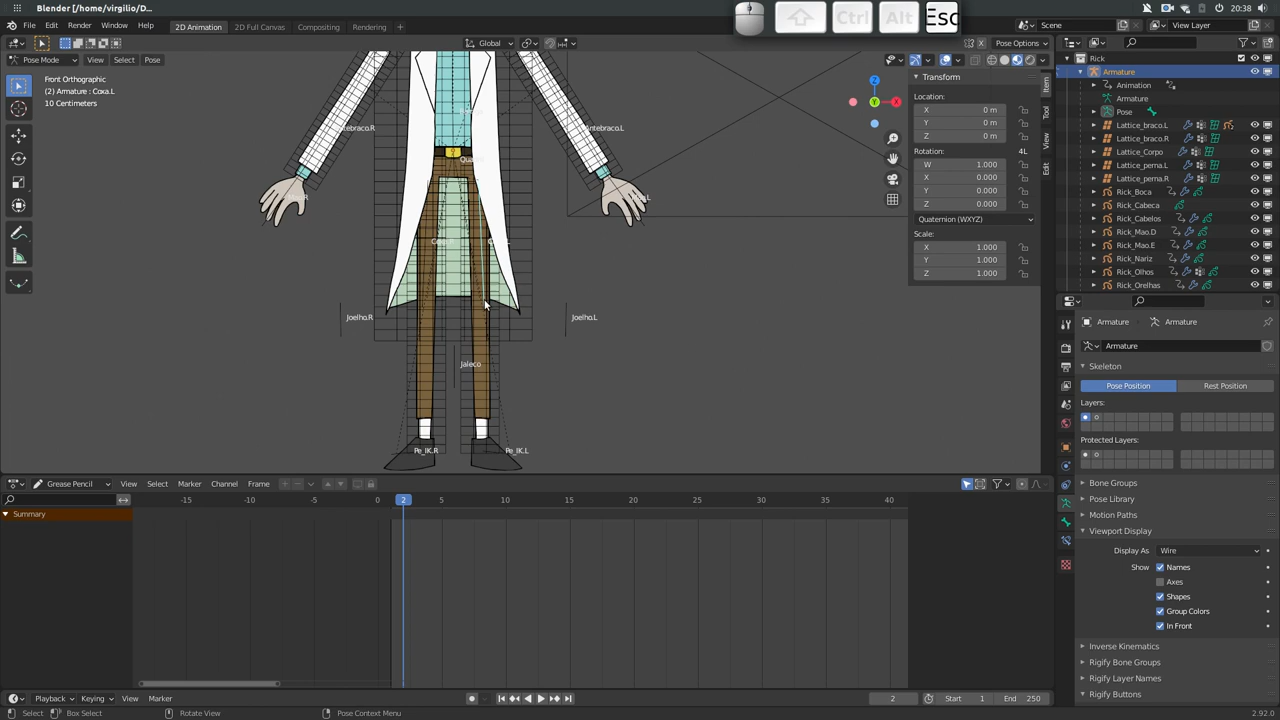 Blender [/home/virgilio/D...
20:38
Ctrl
Alt
Esc
File
Edit
Render
Window
Help
2D Animation
2D Full Canvas
Compositing
Rendering
Scene
View Layer
Global
Pose Options
Pose Mode
View
Select
Pose
Front Orthographic
(2) Armature : Coxa.L
10 Centimeters
Joelho.R
Joelho.L
Jaleco
Pe_IK.R
Pe_IK.L
Transform
Location:
X 0 m
Y 0 m
Z 0 m
Rotation: 4L
W 1.000
X 0.000
Y 0.000
Z 0.000
Quaternion (WXYZ)
Scale:
X 1.000
Y 1.000
Z 1.000
Item
Tool
View
Edit
Rick
Armature
Animation
Armature
Pose
Lattice_braco.L
Lattice_braco.R
Lattice_Corpo
Lattice_perna.L
Lattice_perna.R
Rick_Boca
Rick_Cabeca
Rick_Cabelos
Rick_Mao.D
Rick_Mao.E
Rick_Nariz
Rick_Olhos
Rick_Orelhas
Armature
Armature
Armature
Skeleton
Pose Position
Rest Position
Layers:
Protected Layers:
Bone Groups
Pose Library
Motion Paths
Viewport Display
Display As
Wire
Show
Names
Axes
Shapes
Group Colors
In Front
Inverse Kinematics
Rigify Bone Groups
Rigify Layer Names
Rigify Buttons
Grease Pencil
View
Select
Marker
Channel
Frame
-15
-10
-5
0
2
5
10
15
20
25
30
35
40
Summary
Playback
Keying
View
Marker
2
Start 1
End 250
Select
Box Select
Rotate View
Pose Context Menu
2.92.0